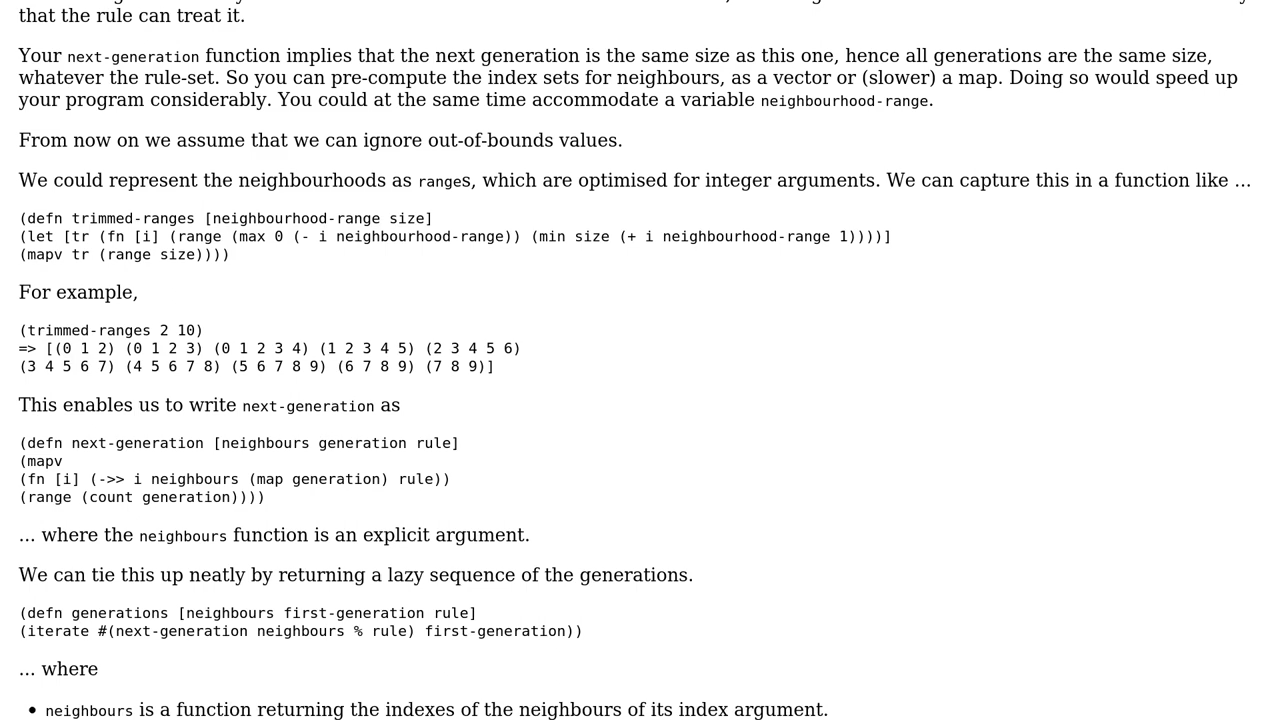 that the rule can treat it.
Your next-generation function implies that the next generation is the same size as this one, hence all generations are the same size,
whatever the rule-set. So you can pre-compute the index sets for neighbours, as a vector or (slower) a map. Doing so would speed up
your program considerably. You could at the same time accommodate a variable neighbourhood-range.
From now on we assume that we can ignore out-of-bounds values.
We could represent the neighbourhoods as ranges, which are optimised for integer arguments. We can capture this in a function like ...
(defn trimmed-ranges [neighbourhood-range size]
(let [tr (fn [i] (range (max 0 (- i neighbourhood-range)) (min size (+ i neighbourhood-range 1))))]
(mapv tr (range size))))
For example,
(trimmed-ranges 2 10)
=> [(0 1 2) (0 1 2 3) (0 1 2 3 4) (1 2 3 4 5) (2 3 4 5 6)
(3 4 5 6 7) (4 5 6 7 8) (5 6 7 8 9) (6 7 8 9) (7 8 9)]
This enables us to write next-generation as
(defn next-generation [neighbours generation rule]
(mapv
(fn [i] (->> i neighbours (map generation) rule))
(range (count generation))))
... where the neighbours function is an explicit argument.
We can tie this up neatly by returning a lazy sequence of the generations.
(defn generations [neighbours first-generation rule]
(iterate #(next-generation neighbours % rule) first-generation))
... where
• neighbours is a function returning the indexes of the neighbours of its index argument.